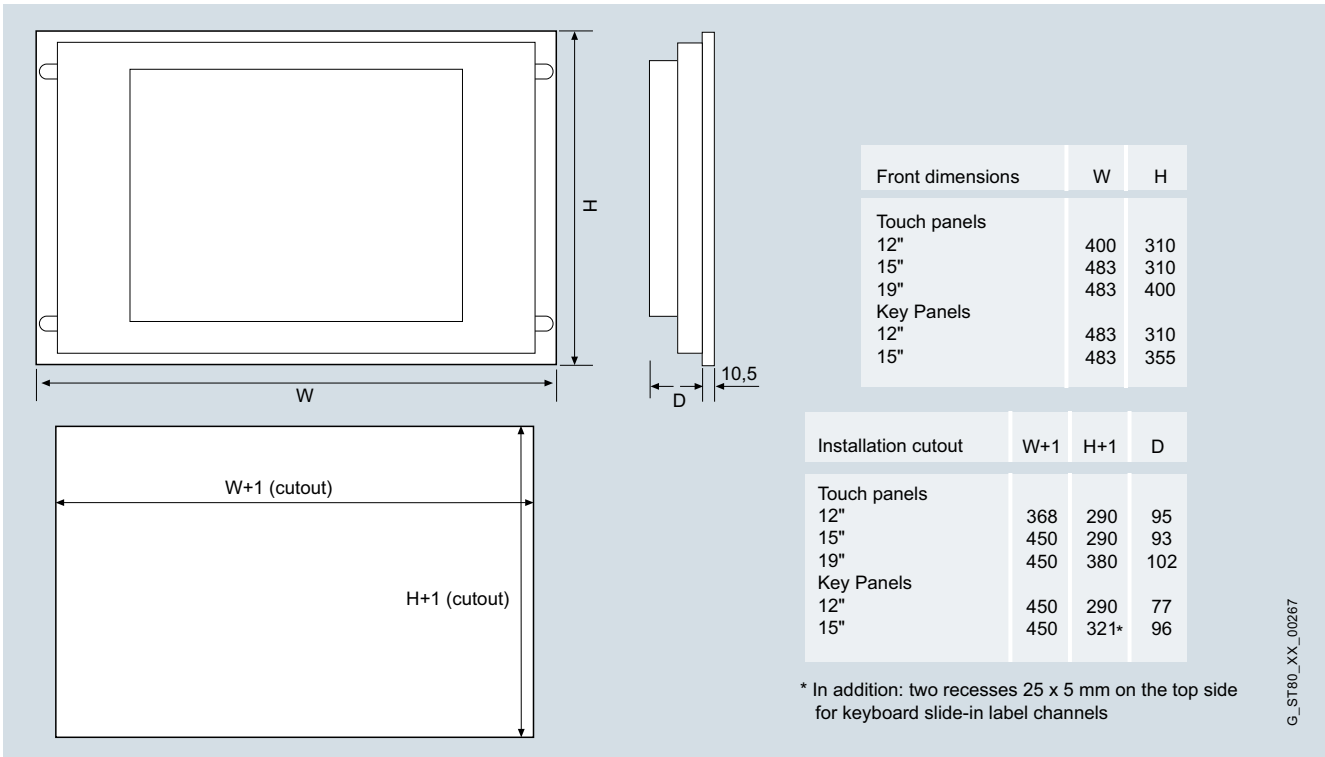 H
W
D
10,5
W+1 (cutout)
H+1 (cutout)
Front dimensions W H
Touch panels
12" 400 310
15" 483 310
19" 483 400
Key Panels
12" 483 310
15" 483 355
Installation cutout W+1 H+1 D
Touch panels
12" 368 290 95
15" 450 290 93
19" 450 380 102
Key Panels
12" 450 290 77
15" 450 321* 96
* In addition: two recesses 25 x 5 mm on the top side
for keyboard slide-in label channels
G_ST80_XX_00267